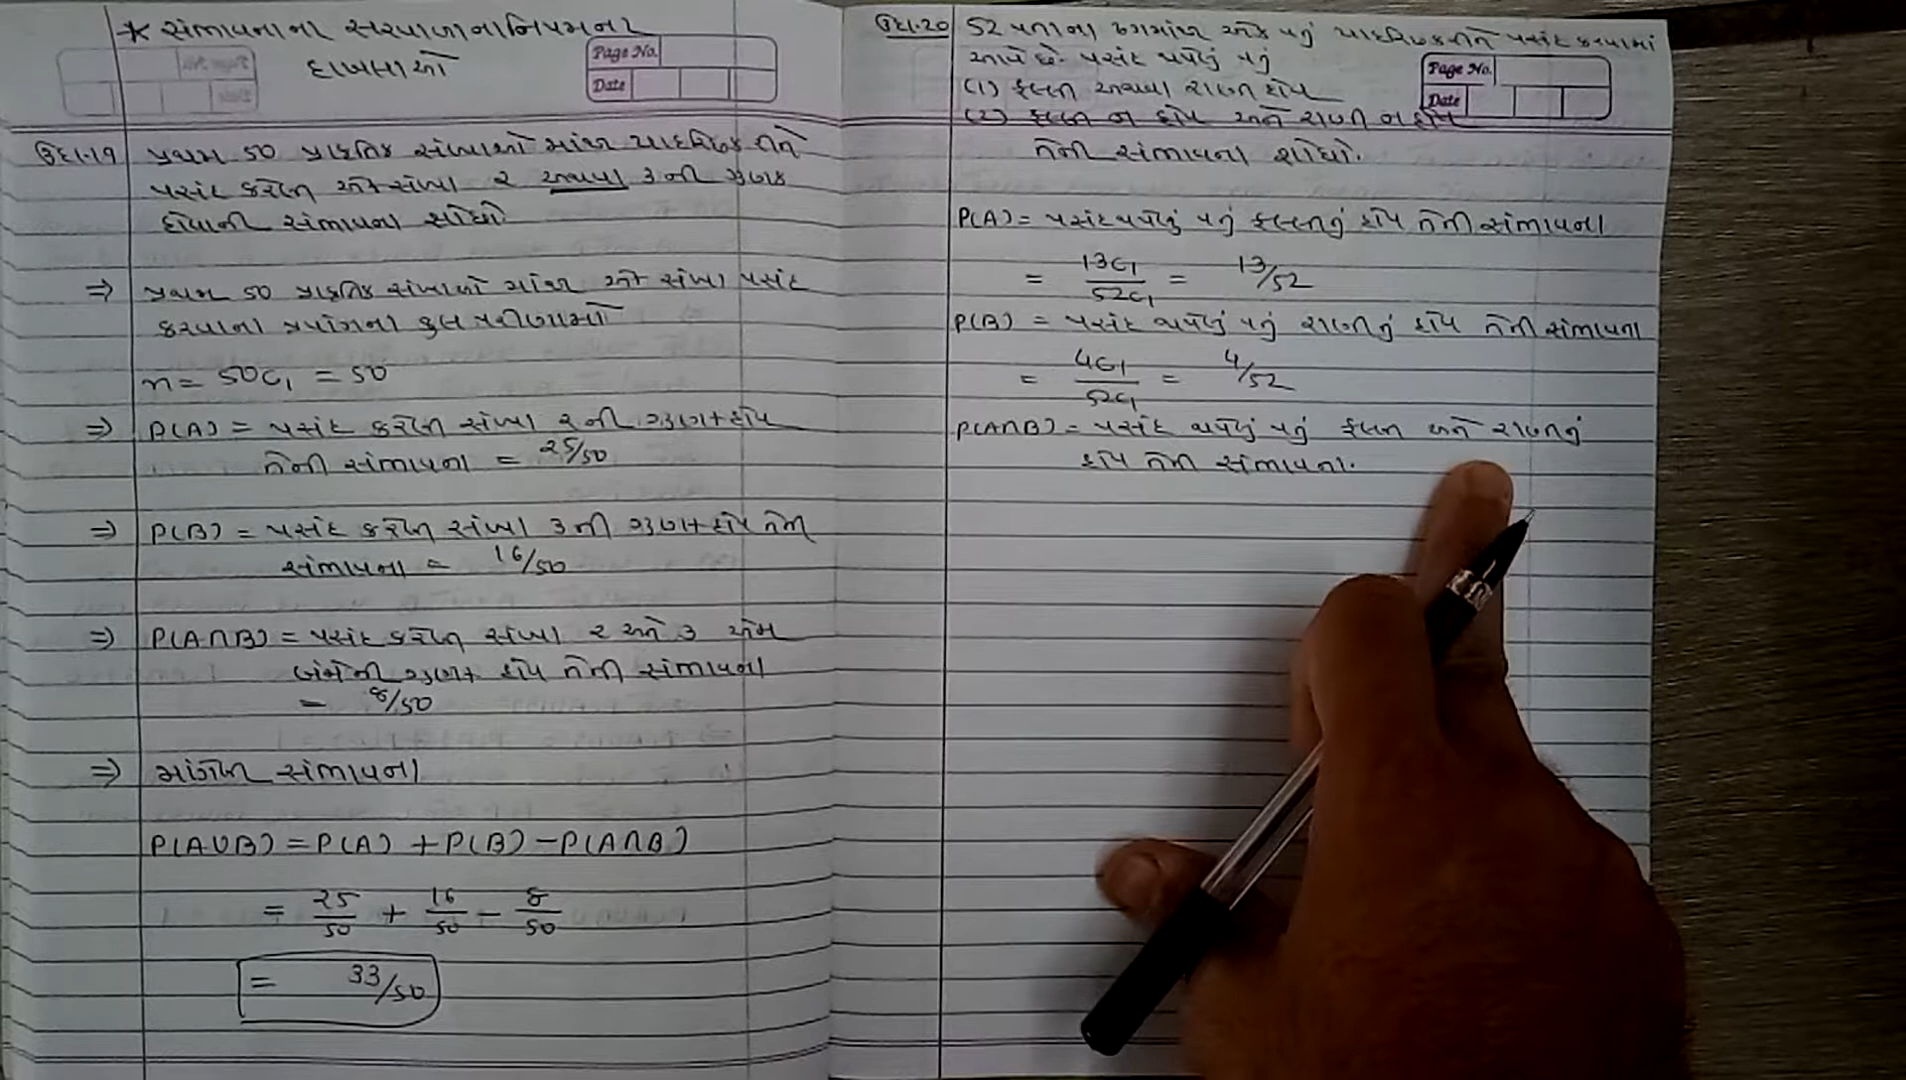 * સંભાવનાના સરવાળાના નિયમના
દાખલાઓ
Page No.
Date
ઉદા.19 પ્રથમ 50 પ્રાકૃતિક સંખ્યાઓ માંથી યાદચ્છિક રીતે
પસંદ કરેલ એક સંખ્યા 2 અથવા 3 ની ગુણક
હોવાની સંભાવના શોધો
⇒ પ્રથમ 50 પ્રાકૃતિક સંખ્યાઓ માંથી એક સંખ્યા પસંદ
કરવાના પ્રયોગના કુલ પરિણામો
n = 50C₁ = 50
⇒ P(A) = પસંદ કરેલ સંખ્યા 2 ની ગુણક હોય
તેની સંભાવના = 25/50
⇒ P(B) = પસંદ કરેલ સંખ્યા 3 ની ગુણક હોય તેની
સંભાવના = 16/50
⇒ P(A∩B) = પસંદ કરેલ સંખ્યા 2 અને 3 એમ
બંનેની ગુણક હોય તેની સંભાવના
= 8/50
⇒ માંગેલ સંભાવના
P(A∪B) = P(A) + P(B) – P(A∩B)
= 25/50 + 16/50 – 8/50
= 33/50
ઉદા.20 52 પત્તાના ઢગમાંથી એક પત્તું યાદચ્છિક રીતે પસંદ કરવામાં
આવે છે. પસંદ થયેલું પત્તું
Page No.
(1) ફુલ્લી અથવા રાણી હોય
Date
(2) ફુલ્લી ન હોય અને રાણી ન હોય
તેની સંભાવના શોધો.
P(A) = પસંદ થયેલું પત્તું ફુલ્લીનું હોય તેની સંભાવના
= 13C₁/52C₁ = 13/52
P(B) = પસંદ થયેલું પત્તું રાણીનું હોય તેની સંભાવના
= 4C₁/52C₁ = 4/52
P(A∩B) = પસંદ થયેલું પત્તું ફુલ્લી અને રાણીનું
હોય તેની સંભાવના.